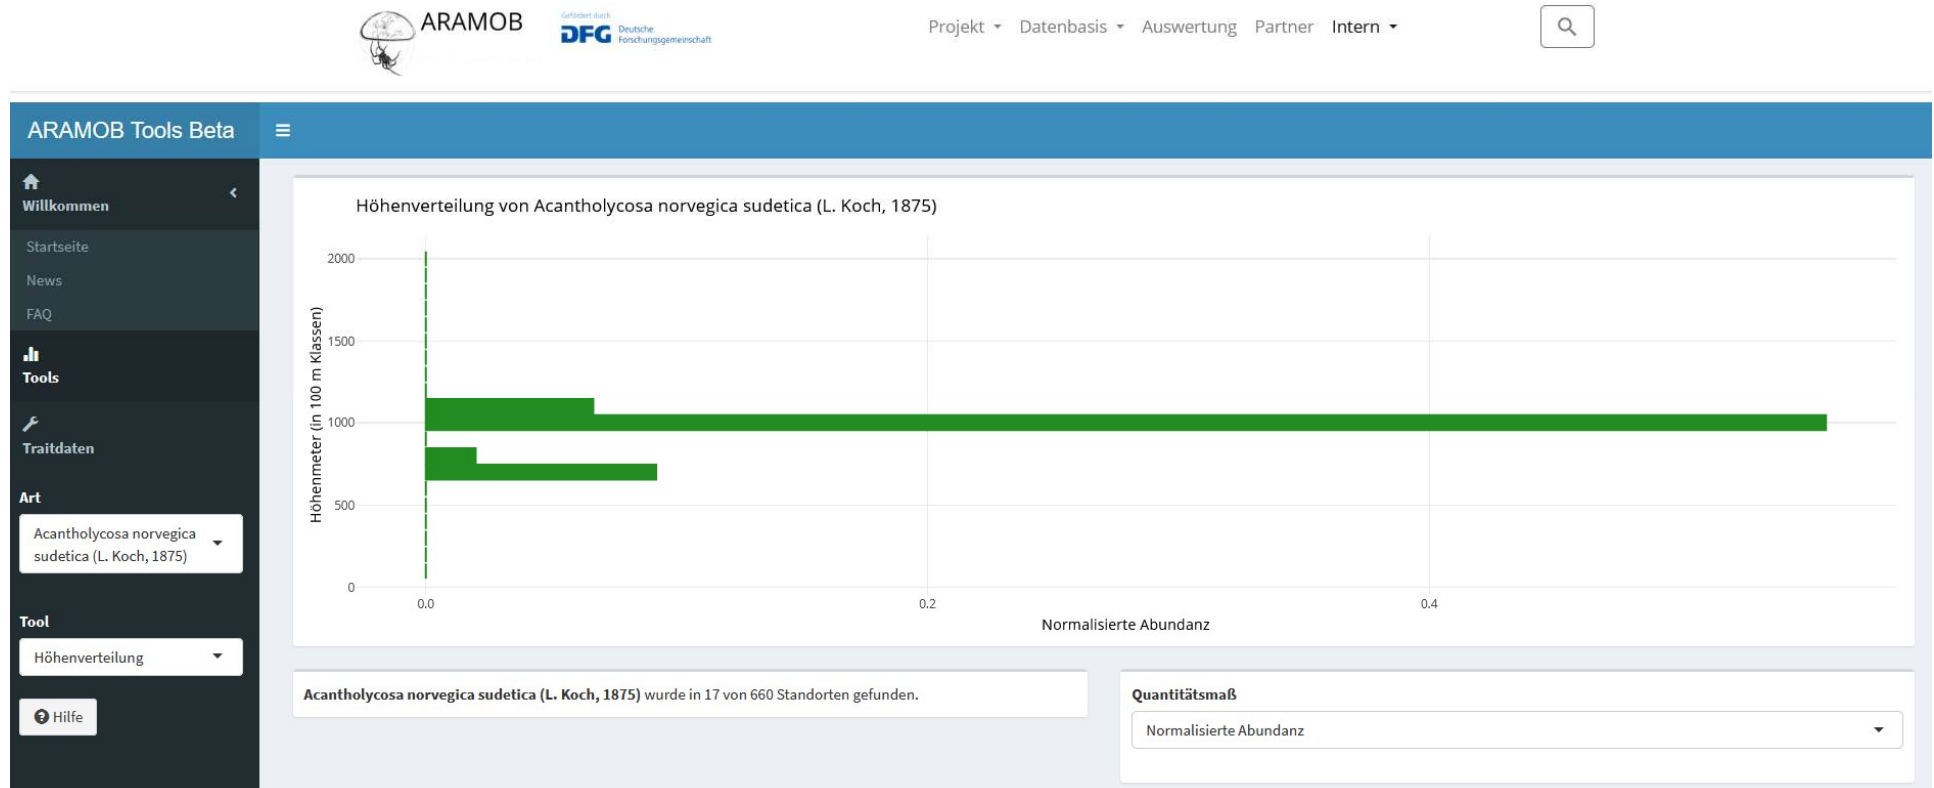 ARAMOB
Gefördert durch
DFG Deutsche
Forschungsgemeinschaft
Projekt Datenbasis Auswertung Partner Intern
ARAMOB Tools Beta
Willkommen
Startseite
News
FAQ
Tools
Traitdaten
Art
Acantholycosa norvegica
sudetica (L. Koch, 1875)
Tool
Höhenverteilung
Hilfe
Höhenverteilung von Acantholycosa norvegica sudetica (L. Koch, 1875)
Höhenmeter (in 100 m Klassen)
2000
1500
1000
500
0
0.0 0.2 0.4
Normalisierte Abundanz
Acantholycosa norvegica sudetica (L. Koch, 1875) wurde in 17 von 660 Standorten gefunden.
Quantitätsmaß
Normalisierte Abundanz